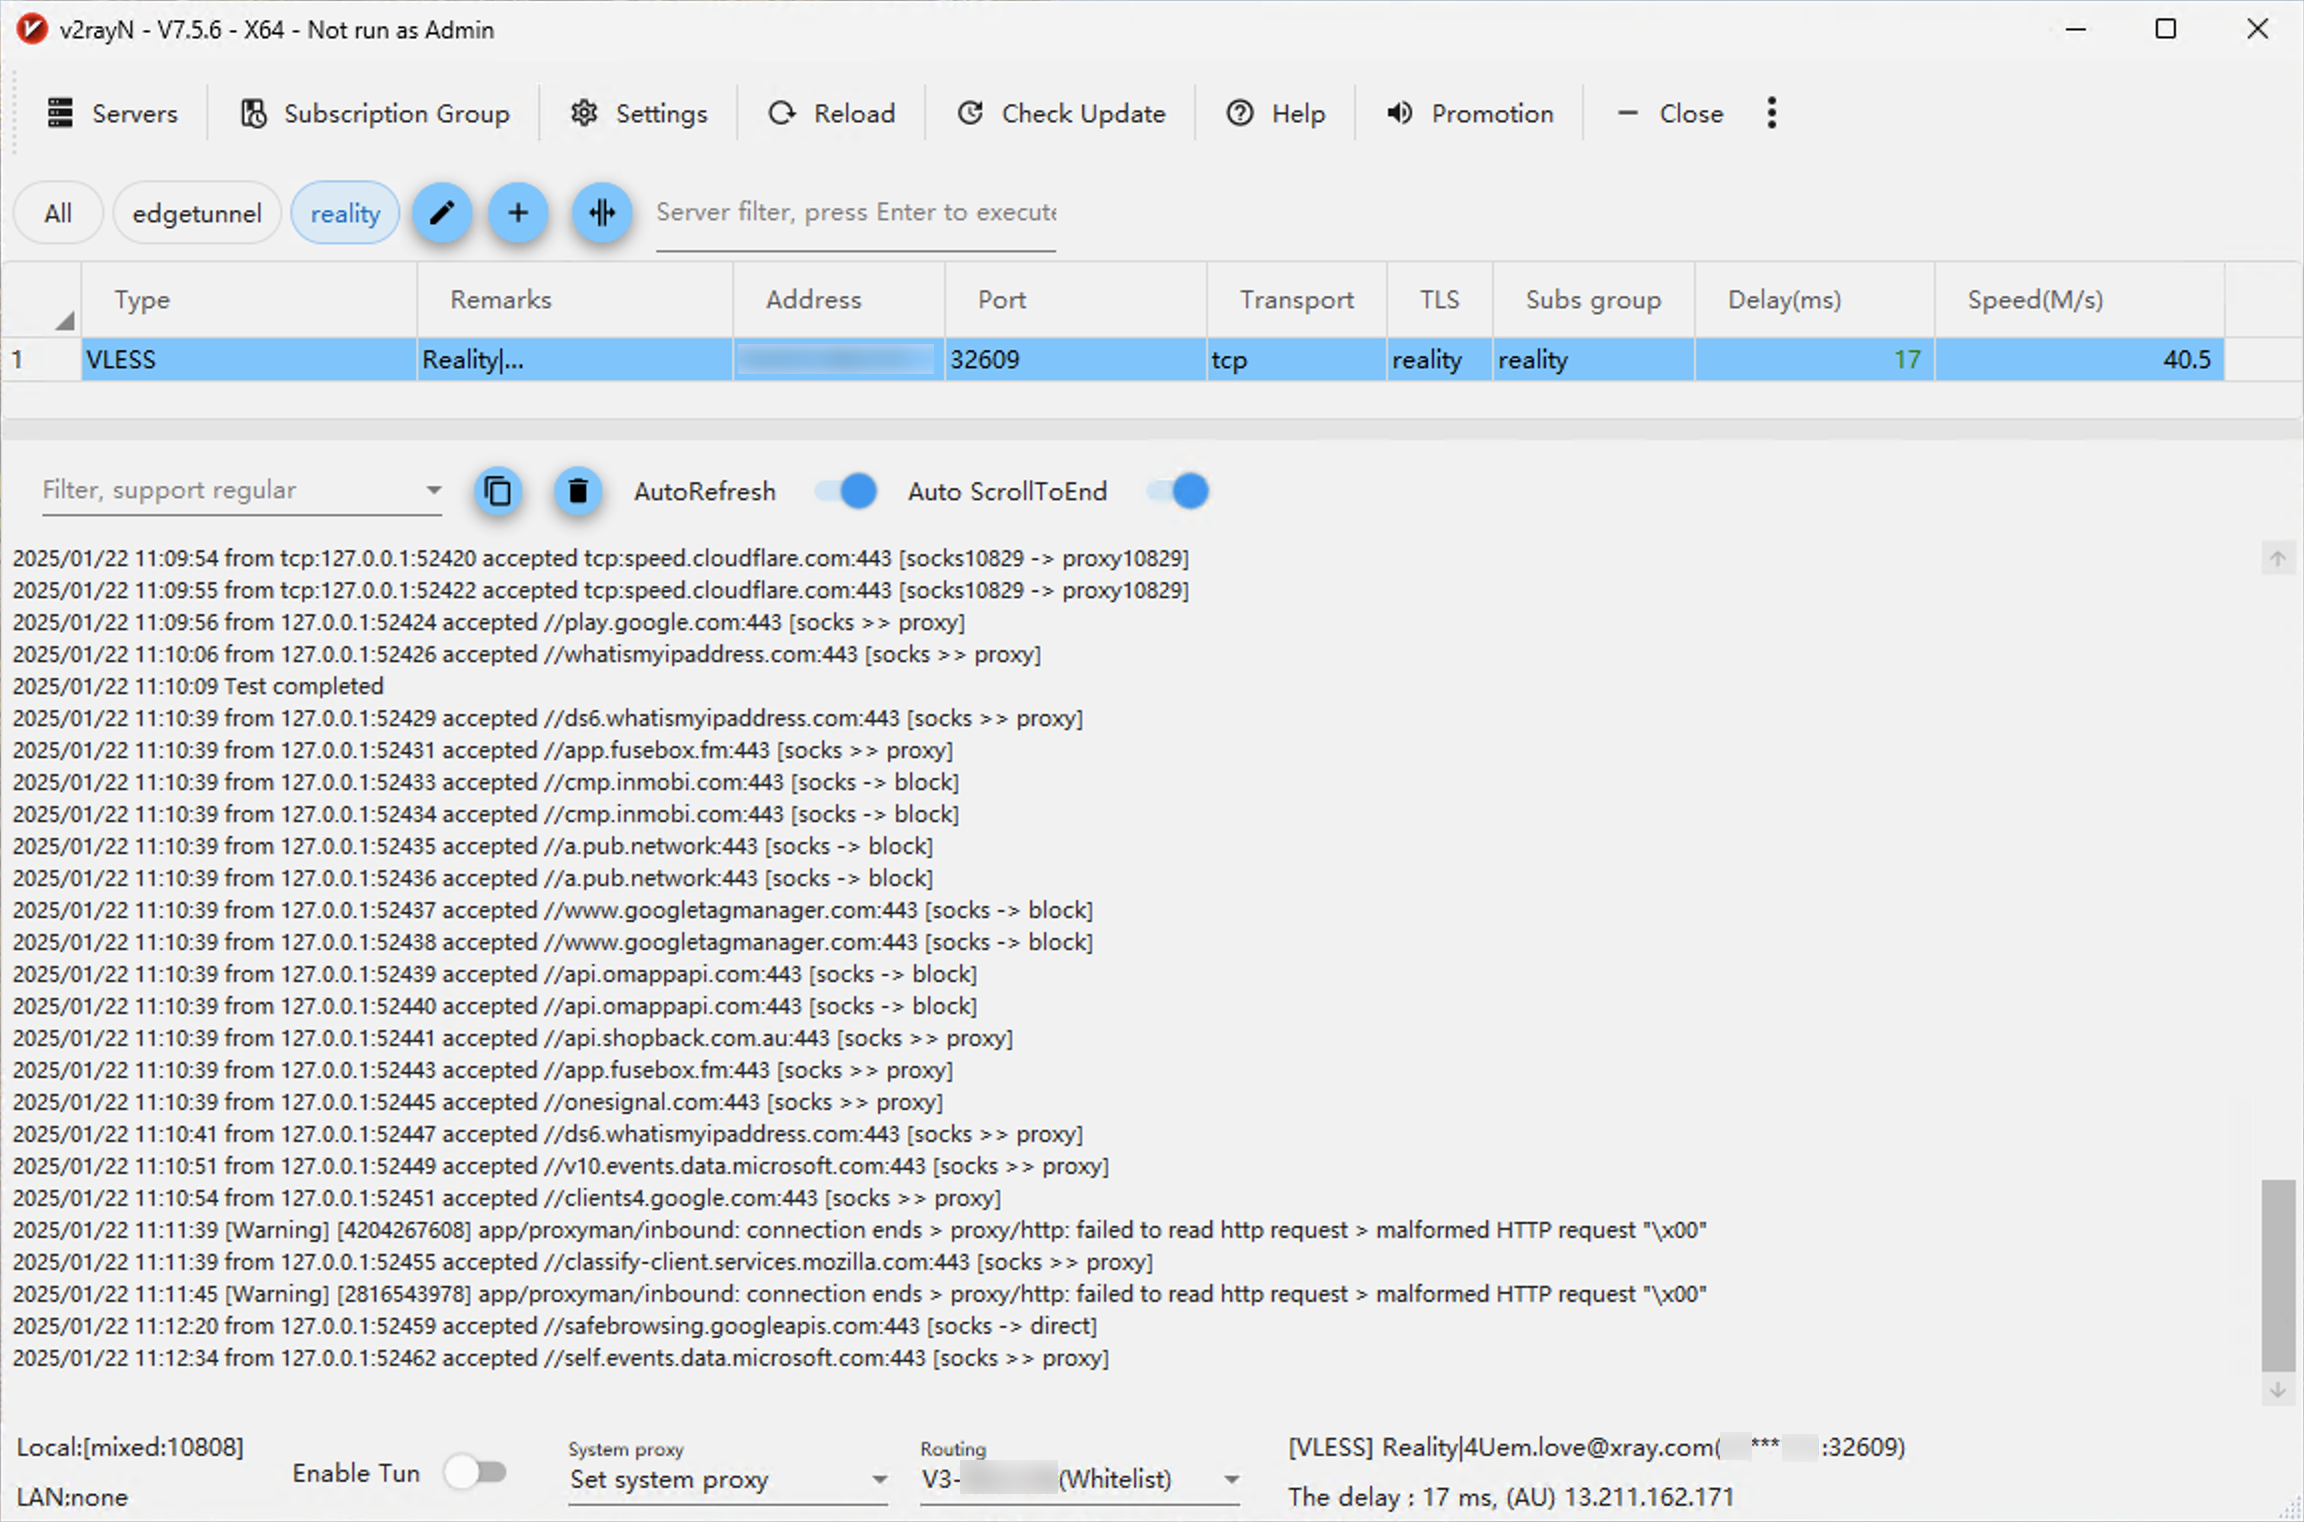 v2rayN - V7.5.6 - X64 - Not run as Admin
Servers Subscription Group Settings Reload Check Update Help Promotion Close
All edgetunnel reality Server filter, press Enter to execute
Type Remarks Address Port Transport TLS Subs group Delay(ms) Speed(M/s)
1 VLESS Reality|... 32609 tcp reality reality 17 40.5
Filter, support regular AutoRefresh Auto ScrollToEnd
2025/01/22 11:09:54 from tcp:127.0.0.1:52420 accepted tcp:speed.cloudflare.com:443 [socks10829 -> proxy10829]
2025/01/22 11:09:55 from tcp:127.0.0.1:52422 accepted tcp:speed.cloudflare.com:443 [socks10829 -> proxy10829]
2025/01/22 11:09:56 from 127.0.0.1:52424 accepted //play.google.com:443 [socks >> proxy]
2025/01/22 11:10:06 from 127.0.0.1:52426 accepted //whatismyipaddress.com:443 [socks >> proxy]
2025/01/22 11:10:09 Test completed
2025/01/22 11:10:39 from 127.0.0.1:52429 accepted //ds6.whatismyipaddress.com:443 [socks >> proxy]
2025/01/22 11:10:39 from 127.0.0.1:52431 accepted //app.fusebox.fm:443 [socks >> proxy]
2025/01/22 11:10:39 from 127.0.0.1:52433 accepted //cmp.inmobi.com:443 [socks -> block]
2025/01/22 11:10:39 from 127.0.0.1:52434 accepted //cmp.inmobi.com:443 [socks -> block]
2025/01/22 11:10:39 from 127.0.0.1:52435 accepted //a.pub.network:443 [socks -> block]
2025/01/22 11:10:39 from 127.0.0.1:52436 accepted //a.pub.network:443 [socks -> block]
2025/01/22 11:10:39 from 127.0.0.1:52437 accepted //www.googletagmanager.com:443 [socks -> block]
2025/01/22 11:10:39 from 127.0.0.1:52438 accepted //www.googletagmanager.com:443 [socks -> block]
2025/01/22 11:10:39 from 127.0.0.1:52439 accepted //api.omappapi.com:443 [socks -> block]
2025/01/22 11:10:39 from 127.0.0.1:52440 accepted //api.omappapi.com:443 [socks -> block]
2025/01/22 11:10:39 from 127.0.0.1:52441 accepted //api.shopback.com.au:443 [socks >> proxy]
2025/01/22 11:10:39 from 127.0.0.1:52443 accepted //app.fusebox.fm:443 [socks >> proxy]
2025/01/22 11:10:39 from 127.0.0.1:52445 accepted //onesignal.com:443 [socks >> proxy]
2025/01/22 11:10:41 from 127.0.0.1:52447 accepted //ds6.whatismyipaddress.com:443 [socks >> proxy]
2025/01/22 11:10:51 from 127.0.0.1:52449 accepted //v10.events.data.microsoft.com:443 [socks >> proxy]
2025/01/22 11:10:54 from 127.0.0.1:52451 accepted //clients4.google.com:443 [socks >> proxy]
2025/01/22 11:11:39 [Warning] [4204267608] app/proxyman/inbound: connection ends > proxy/http: failed to read http request > malformed HTTP request "\x00"
2025/01/22 11:11:39 from 127.0.0.1:52455 accepted //classify-client.services.mozilla.com:443 [socks >> proxy]
2025/01/22 11:11:45 [Warning] [2816543978] app/proxyman/inbound: connection ends > proxy/http: failed to read http request > malformed HTTP request "\x00"
2025/01/22 11:12:20 from 127.0.0.1:52459 accepted //safebrowsing.googleapis.com:443 [socks -> direct]
2025/01/22 11:12:34 from 127.0.0.1:52462 accepted //self.events.data.microsoft.com:443 [socks >> proxy]
Local:[mixed:10808]
LAN:none
Enable Tun
System proxy
Set system proxy
Routing
V3- (Whitelist)
[VLESS] Reality|4Uem.love@xray.com( *** :32609)
The delay : 17 ms, (AU) 13.211.162.171